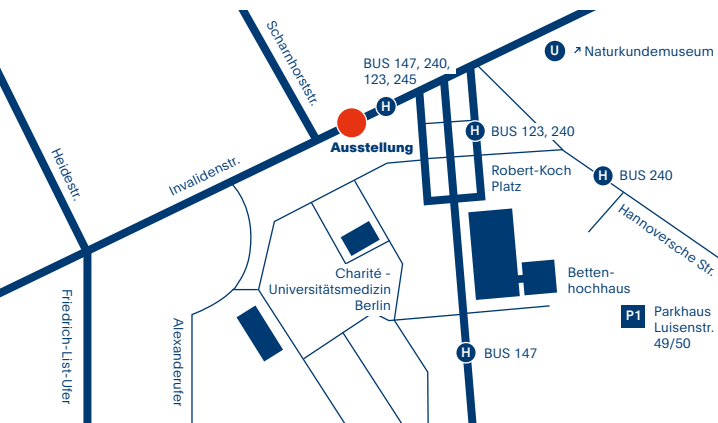 Scharnhorststr.
U
↗ Naturkundemuseum
BUS 147, 240,
123, 245
H
Ausstellung
H
BUS 123, 240
Heidestr.
Invalidenstr.
Robert-Koch
Platz
H
BUS 240
Hannoversche Str.
Charité -
Universitätsmedizin
Berlin
Betten-
hochhaus
Friedrich-List-Ufer
Alexanderufer
P1
Parkhaus
Luisenstr.
49/50
H
BUS 147